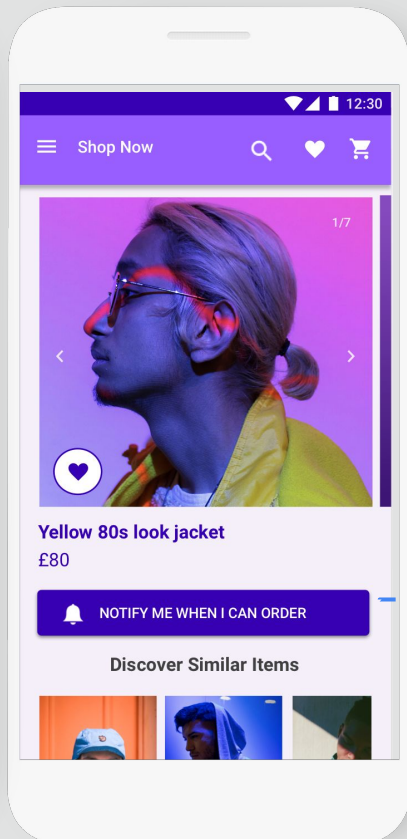 12:30
Shop Now
1/7
Yellow 80s look jacket
£80
NOTIFY ME WHEN I CAN ORDER
Discover Similar Items